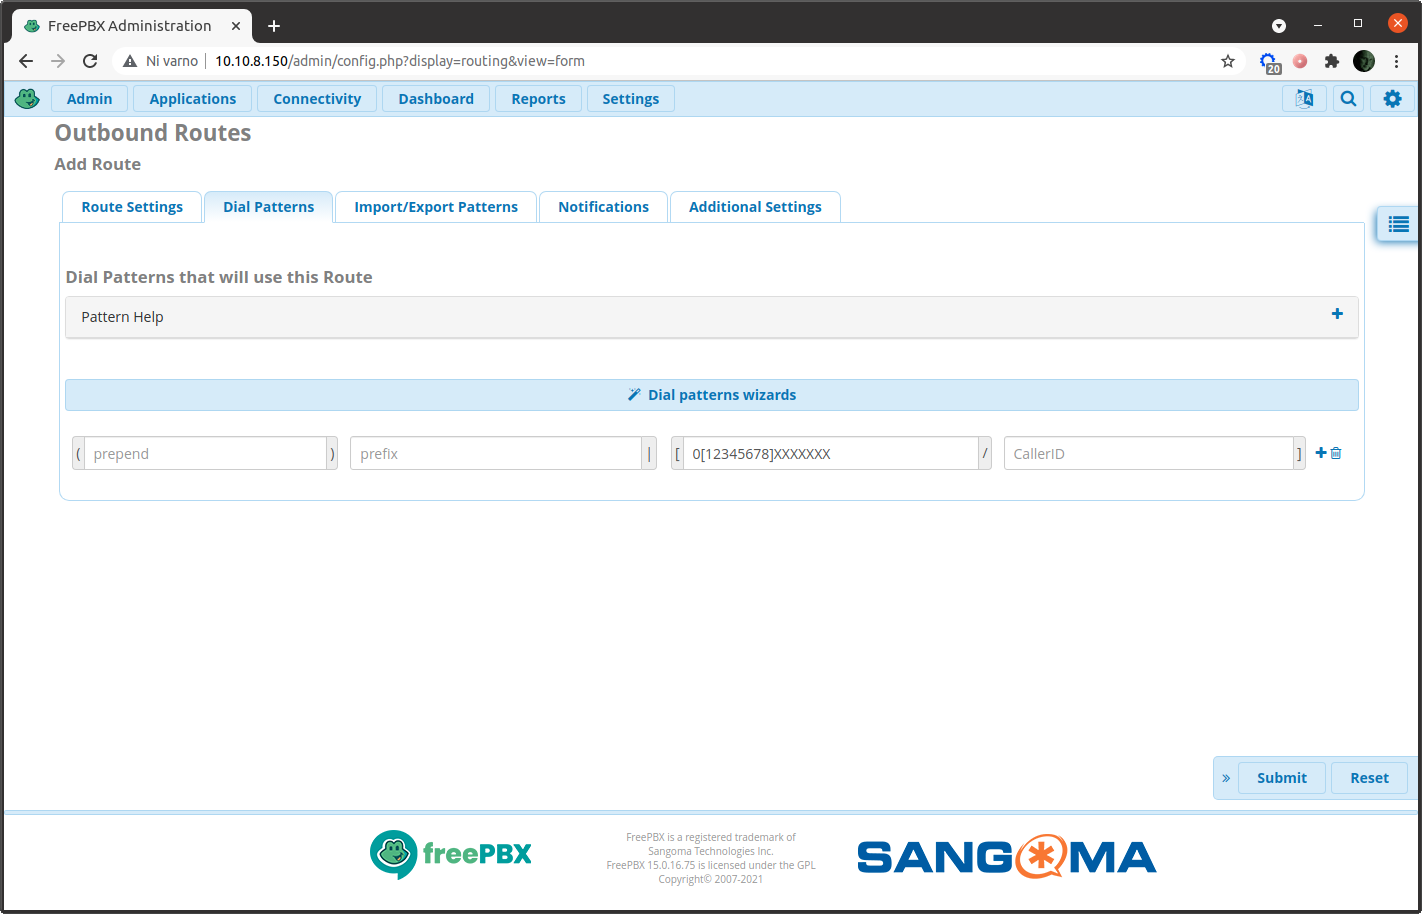 FreePBX Administration
Ni varno 10.10.8.150/admin/config.php?display=routing&view=form
20
Admin Applications Connectivity Dashboard Reports Settings
Outbound Routes
Add Route
Route Settings Dial Patterns Import/Export Patterns Notifications Additional Settings
Dial Patterns that will use this Route
Pattern Help
Dial patterns wizards
( prepend ) prefix | [ 0[12345678]XXXXXXX / CallerID ]
Submit Reset
freePBX
FreePBX is a registered trademark of
Sangoma Technologies Inc.
FreePBX 15.0.16.75 is licensed under the GPL
Copyright© 2007-2021
SANGOMA